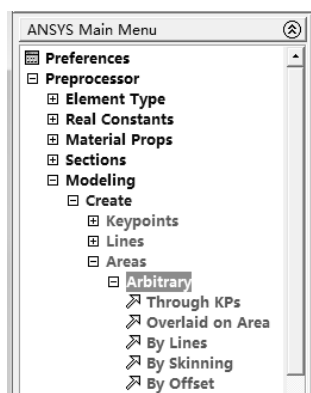 ANSYS Main Menu
Preferences
Preprocessor
Element Type
Real Constants
Material Props
Sections
Modeling
Create
Keypoints
Lines
Areas
Arbitrary
Through KPs
Overlaid on Area
By Lines
By Skinning
By Offset